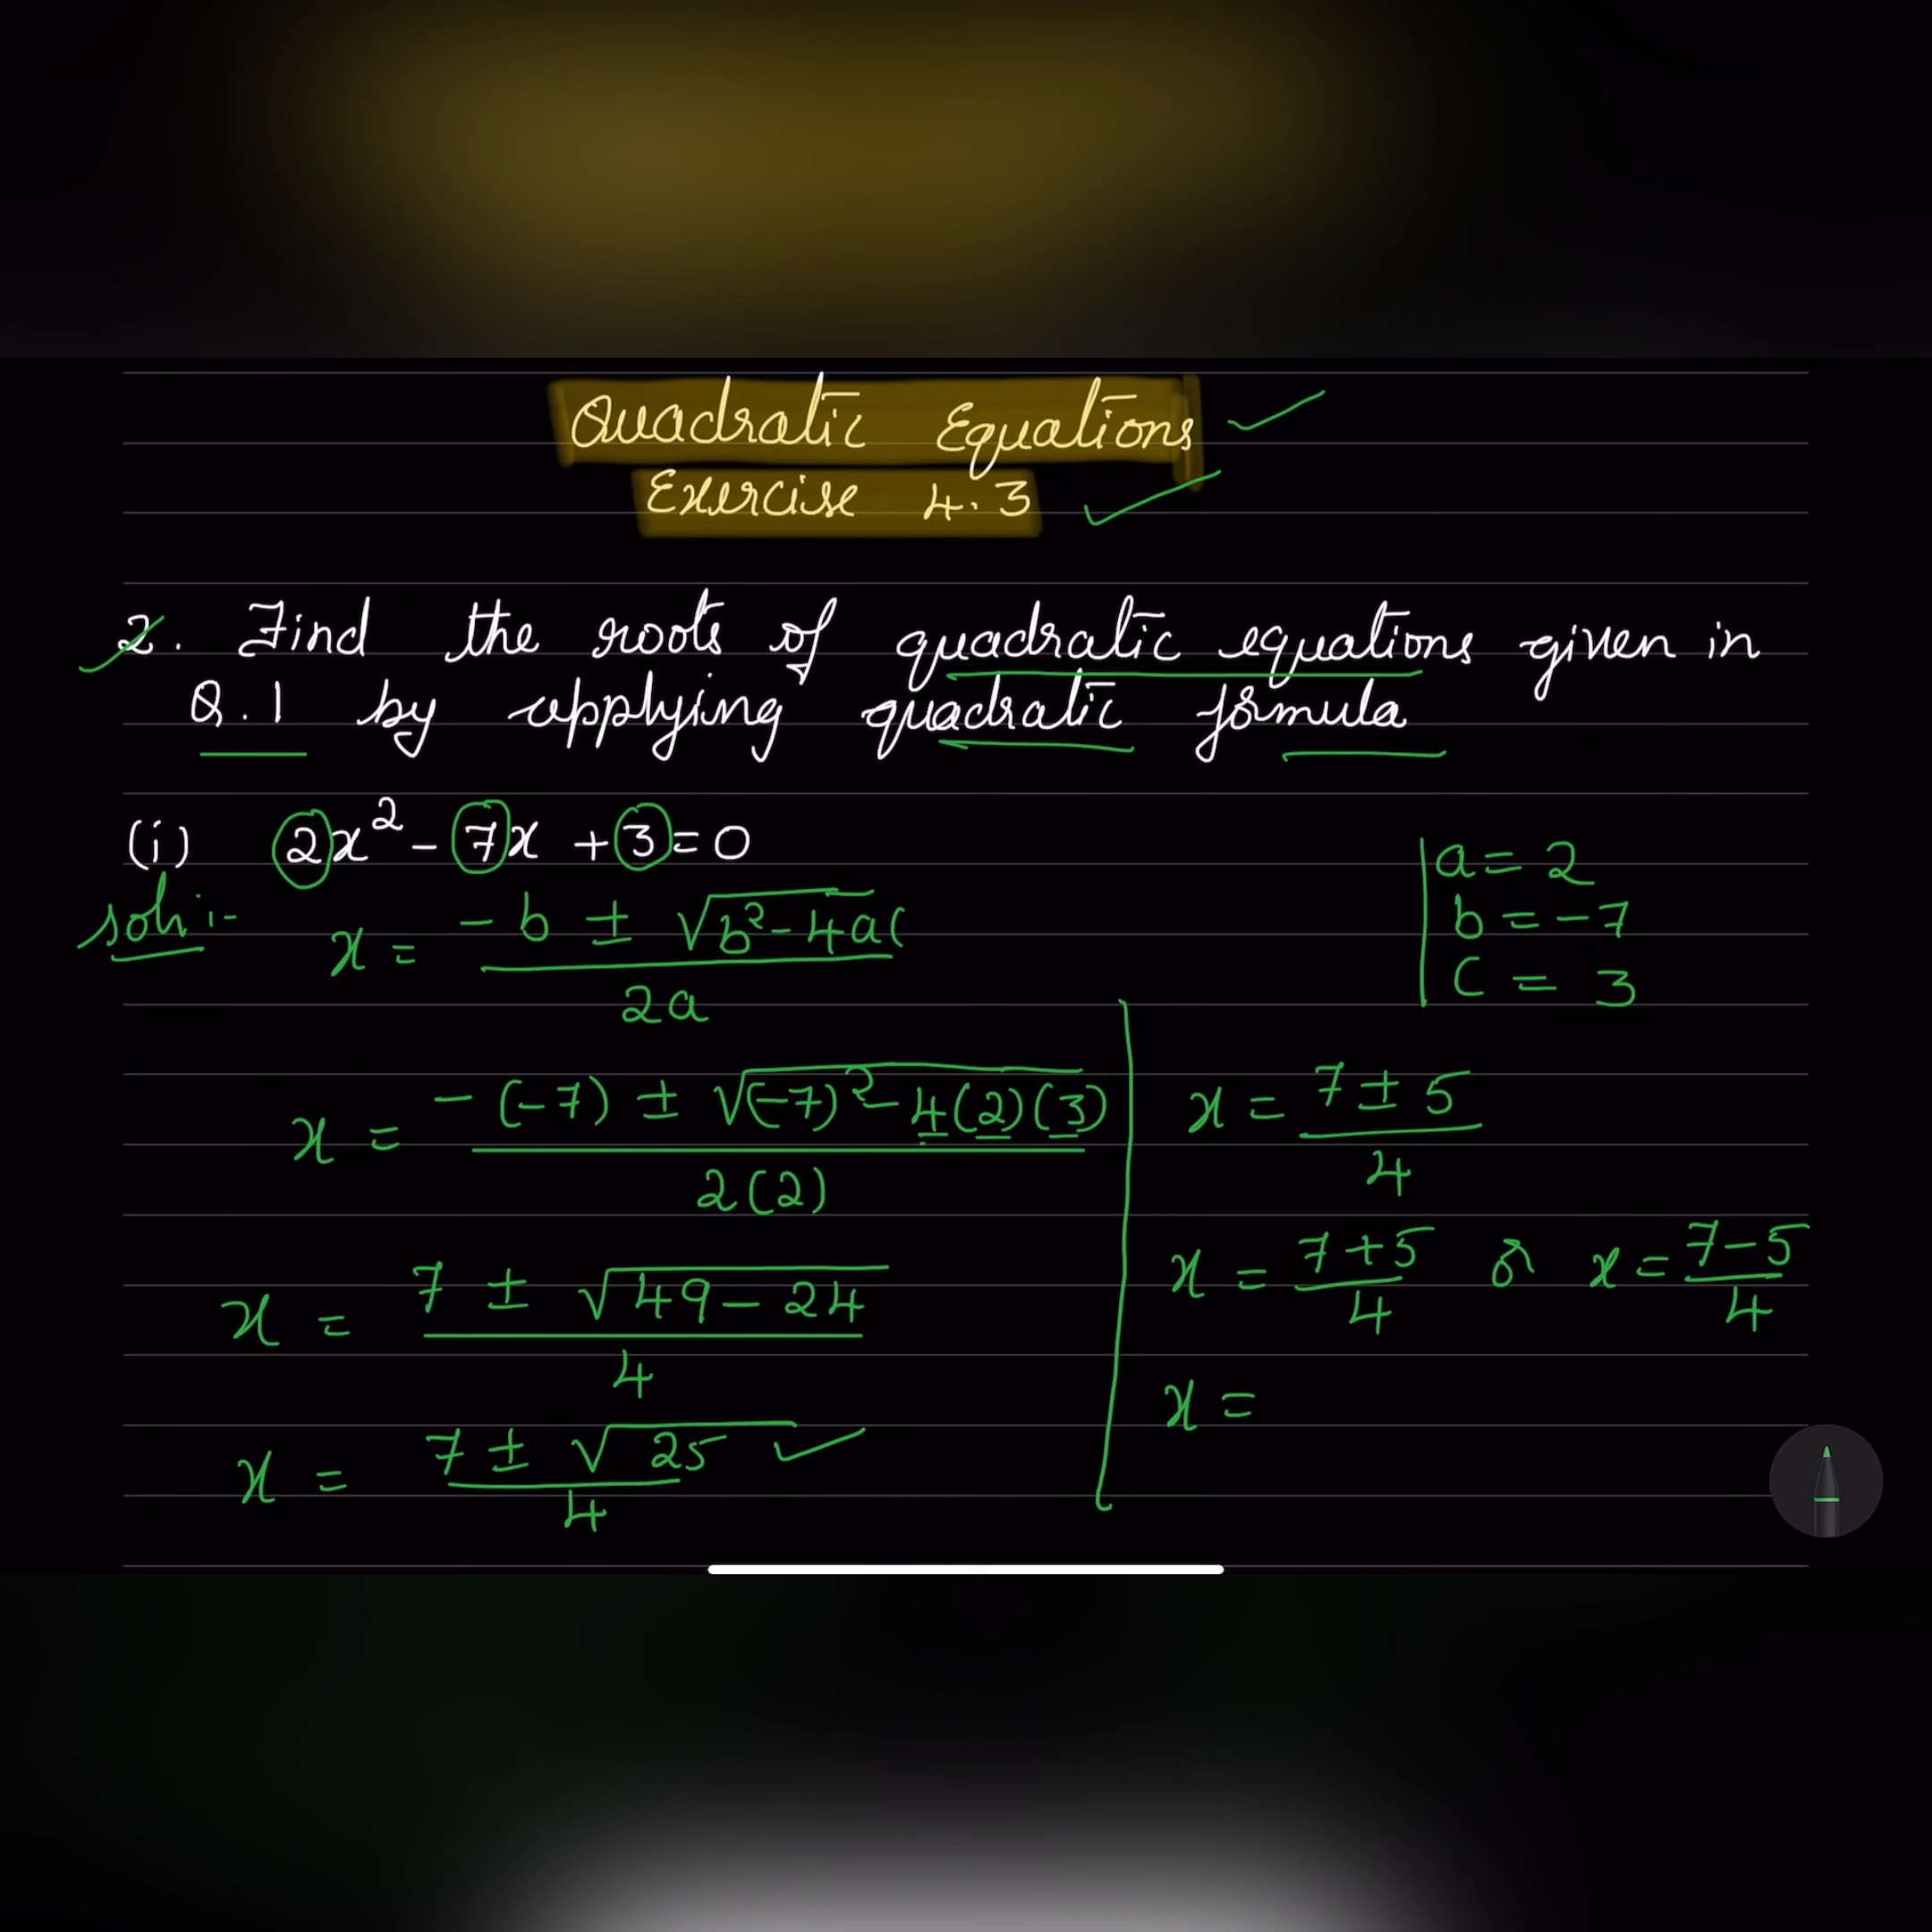 Quadratic Equations
Exercise 4.3
2. Find the roots of quadratic equations given in
Q.1 by applying quadratic formula
(i) 2x² - 7x + 3 = 0
a = 2
b = -7
c = 3
soln:-
x = (-b ± √(b² - 4ac)) / 2a
x = (-(-7) ± √((-7)² - 4(2)(3))) / 2(2)
x = (7 ± √(49 - 24)) / 4
x = (7 ± √25) / 4
x = (7 ± 5) / 4
x = (7 + 5) / 4 or x = (7 - 5) / 4
x =